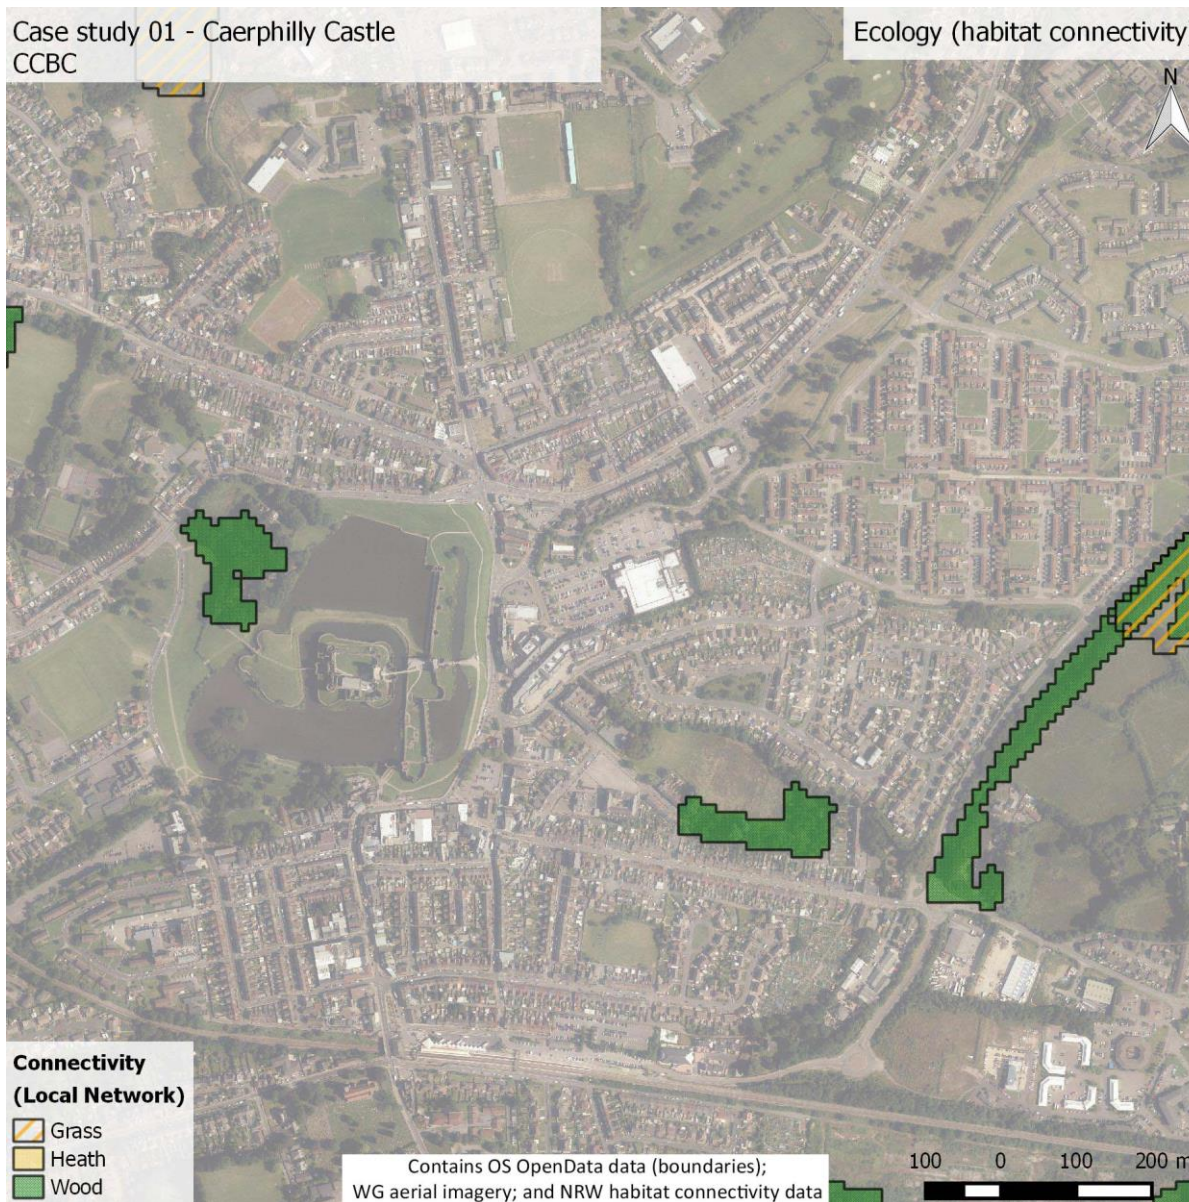 Case study 01 - Caerphilly Castle
CCBC
Ecology (habitat connectivity
N
Connectivity
(Local Network)
Grass
Heath
Wood
Contains OS OpenData data (boundaries);
WG aerial imagery; and NRW habitat connectivity data
100 0 100 200 m